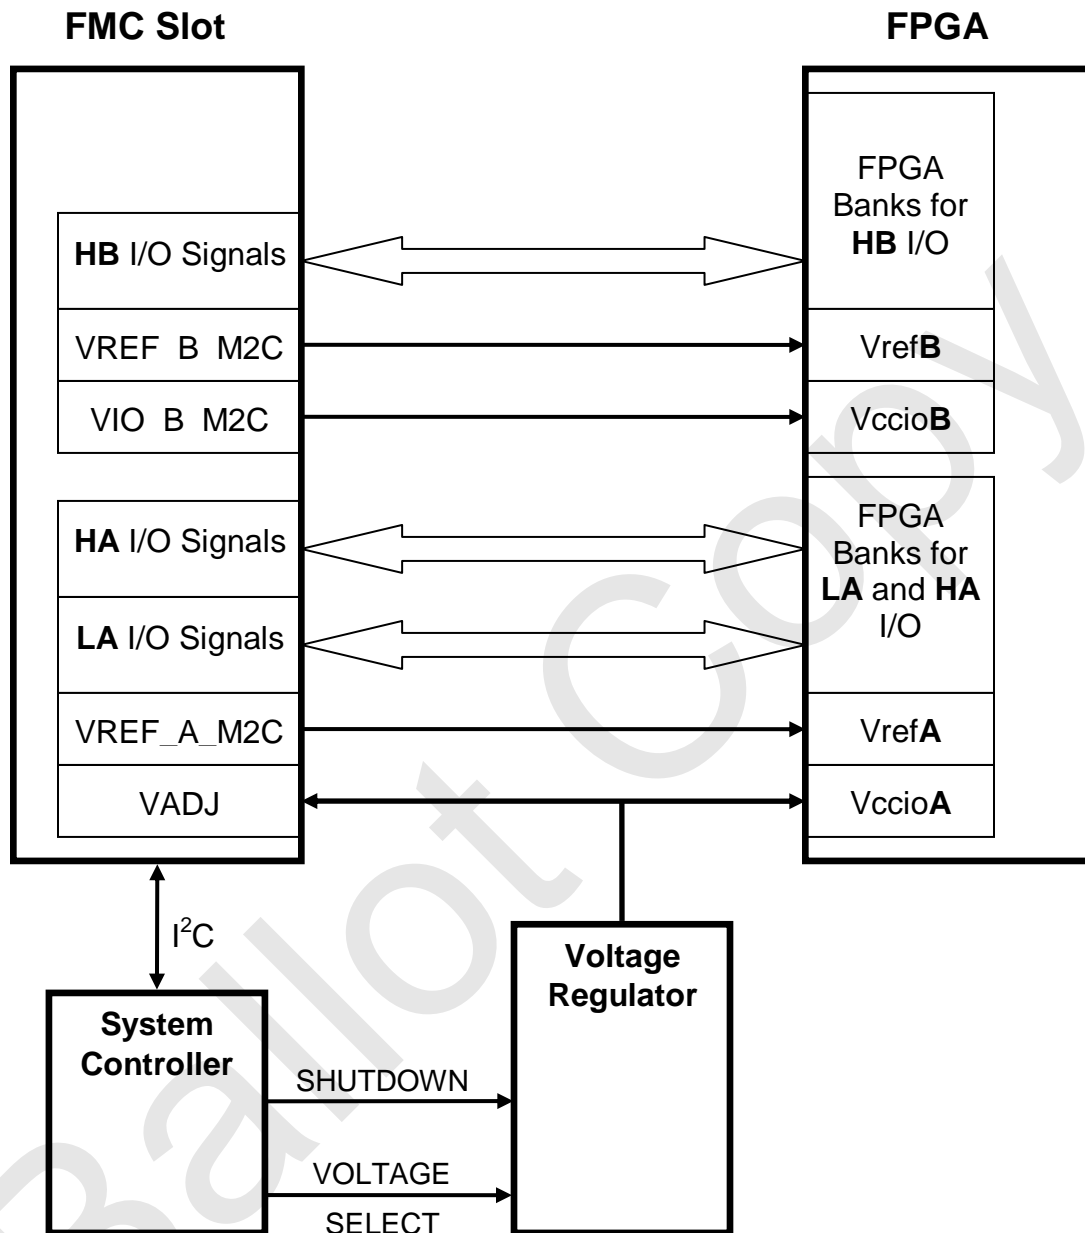 FMC Slot
FPGA
HB I/O Signals
VREF B M2C
VIO B M2C
HA I/O Signals
LA I/O Signals
VREF_A_M2C
VADJ
FPGA
Banks for
HB I/O
VrefB
VccioB
FPGA
Banks for
LA and HA
I/O
VrefA
VccioA
I²C
System
Controller
SHUTDOWN
VOLTAGE
SELECT
Voltage
Regulator
Ballot Copy